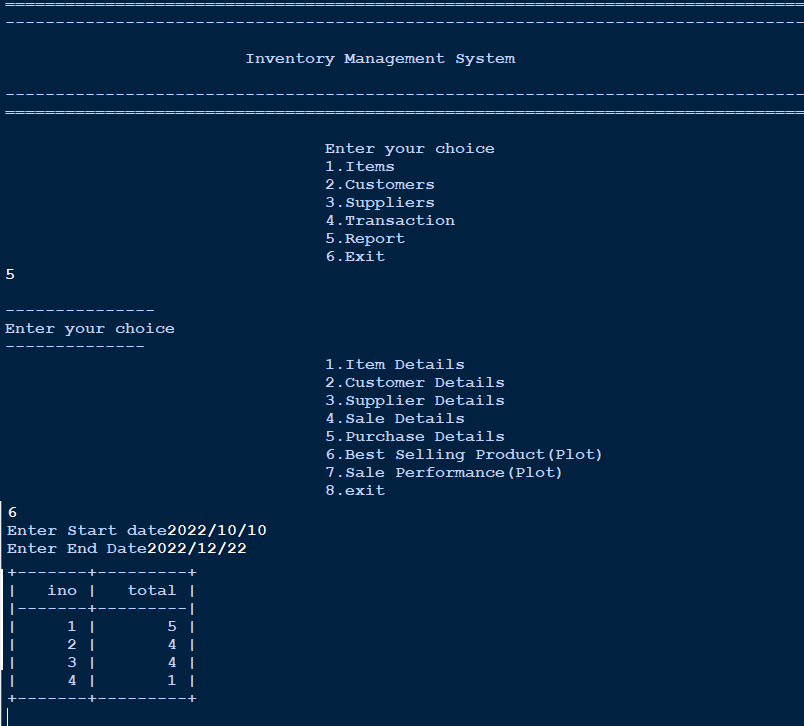 ================================================================================
--------------------------------------------------------------------------------
Inventory Management System
--------------------------------------------------------------------------------
================================================================================
Enter your choice
1.Items
2.Customers
3.Suppliers
4.Transaction
5.Report
6.Exit
5
---------------
Enter your choice
--------------
1.Item Details
2.Customer Details
3.Supplier Details
4.Sale Details
5.Purchase Details
6.Best Selling Product(Plot)
7.Sale Performance(Plot)
8.exit
6
Enter Start date2022/10/10
Enter End Date2022/12/22
+-------+---------+
|   ino |   total |
|-------+---------|
|     1 |       5 |
|     2 |       4 |
|     3 |       4 |
|     4 |       1 |
+-------+---------+